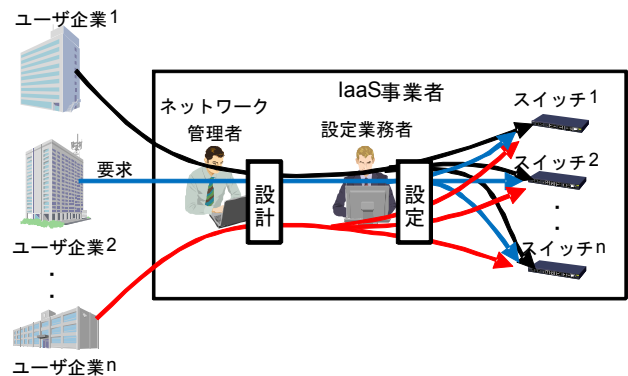 ユーザ企業1
IaaS事業者
ネットワーク
管理者
設定業務者
スイッチ1
要求
設計
設定
スイッチ2
ユーザ企業2
・
・
・
・
スイッチn
ユーザ企業n